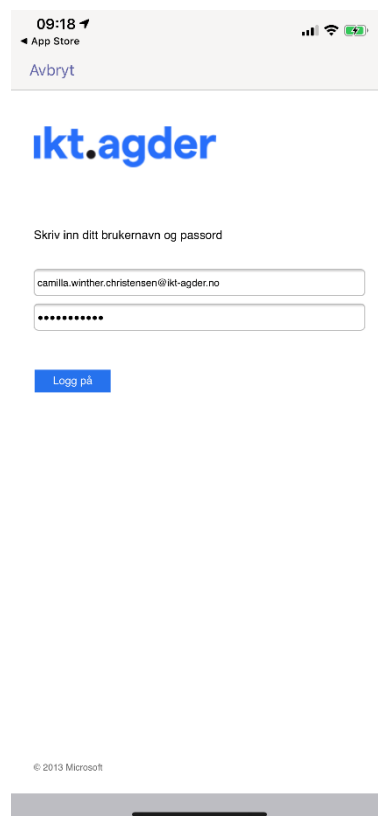 09:18
◀ App Store
Avbryt
ikt.agder
Skriv inn ditt brukernavn og passord
camilla.winther.christensen@ikt-agder.no
•••••••••••
Logg på
© 2013 Microsoft